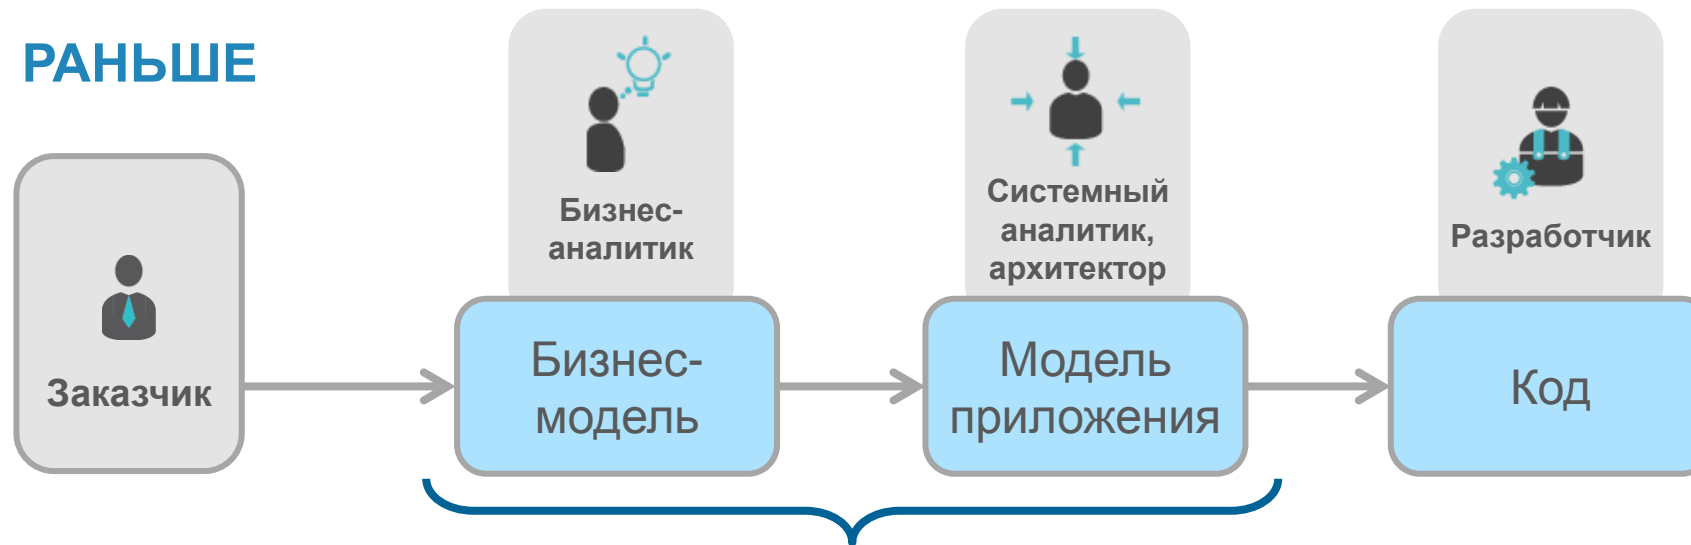 РАНЬШЕ
Заказчик
Бизнес-
аналитик
Бизнес-
модель
Системный
аналитик,
архитектор
Модель
приложения
Разработчик
Код